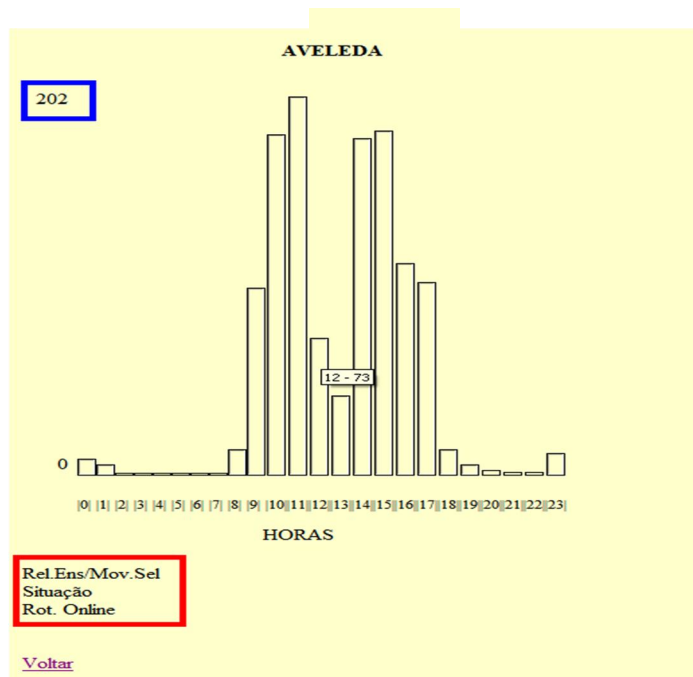 AVELEDA
202
12 - 73
0
|0| |1| |2| |3| |4| |5| |6| |7| |8| |9| |10||11||12||13||14||15||16||17||18||19||20||21||22||23|
HORAS
Rel.Ens/Mov.Sel
Situação
Rot. Online
Voltar